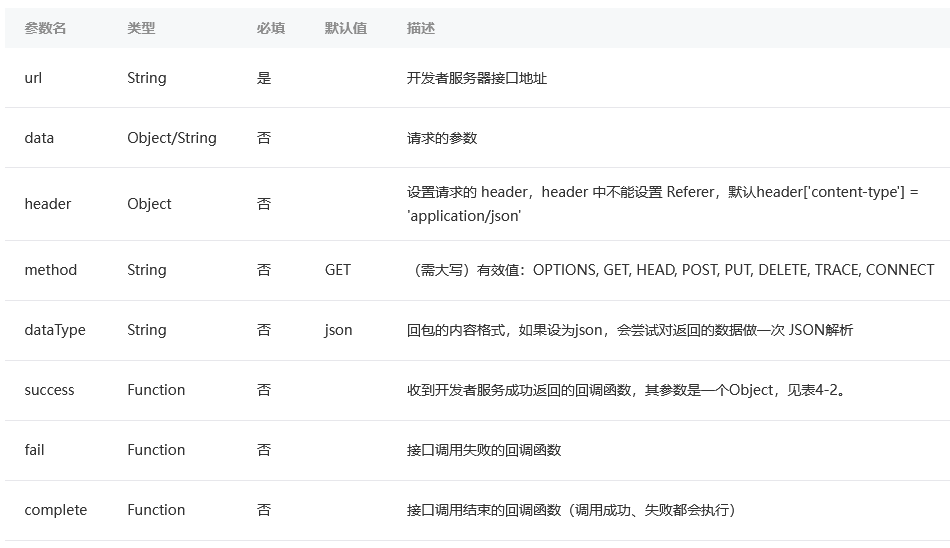 参数名 类型 必填 默认值 描述
url String 是 开发者服务器接口地址
data Object/String 否 请求的参数
header Object 否 设置请求的 header，header 中不能设置 Referer，默认header['content-type'] =
'application/json'
method String 否 GET （需大写）有效值：OPTIONS, GET, HEAD, POST, PUT, DELETE, TRACE, CONNECT
dataType String 否 json 回包的内容格式，如果设为json，会尝试对返回的数据做一次 JSON解析
success Function 否 收到开发者服务成功返回的回调函数，其参数是一个Object，见表4-2。
fail Function 否 接口调用失败的回调函数
complete Function 否 接口调用结束的回调函数（调用成功、失败都会执行）